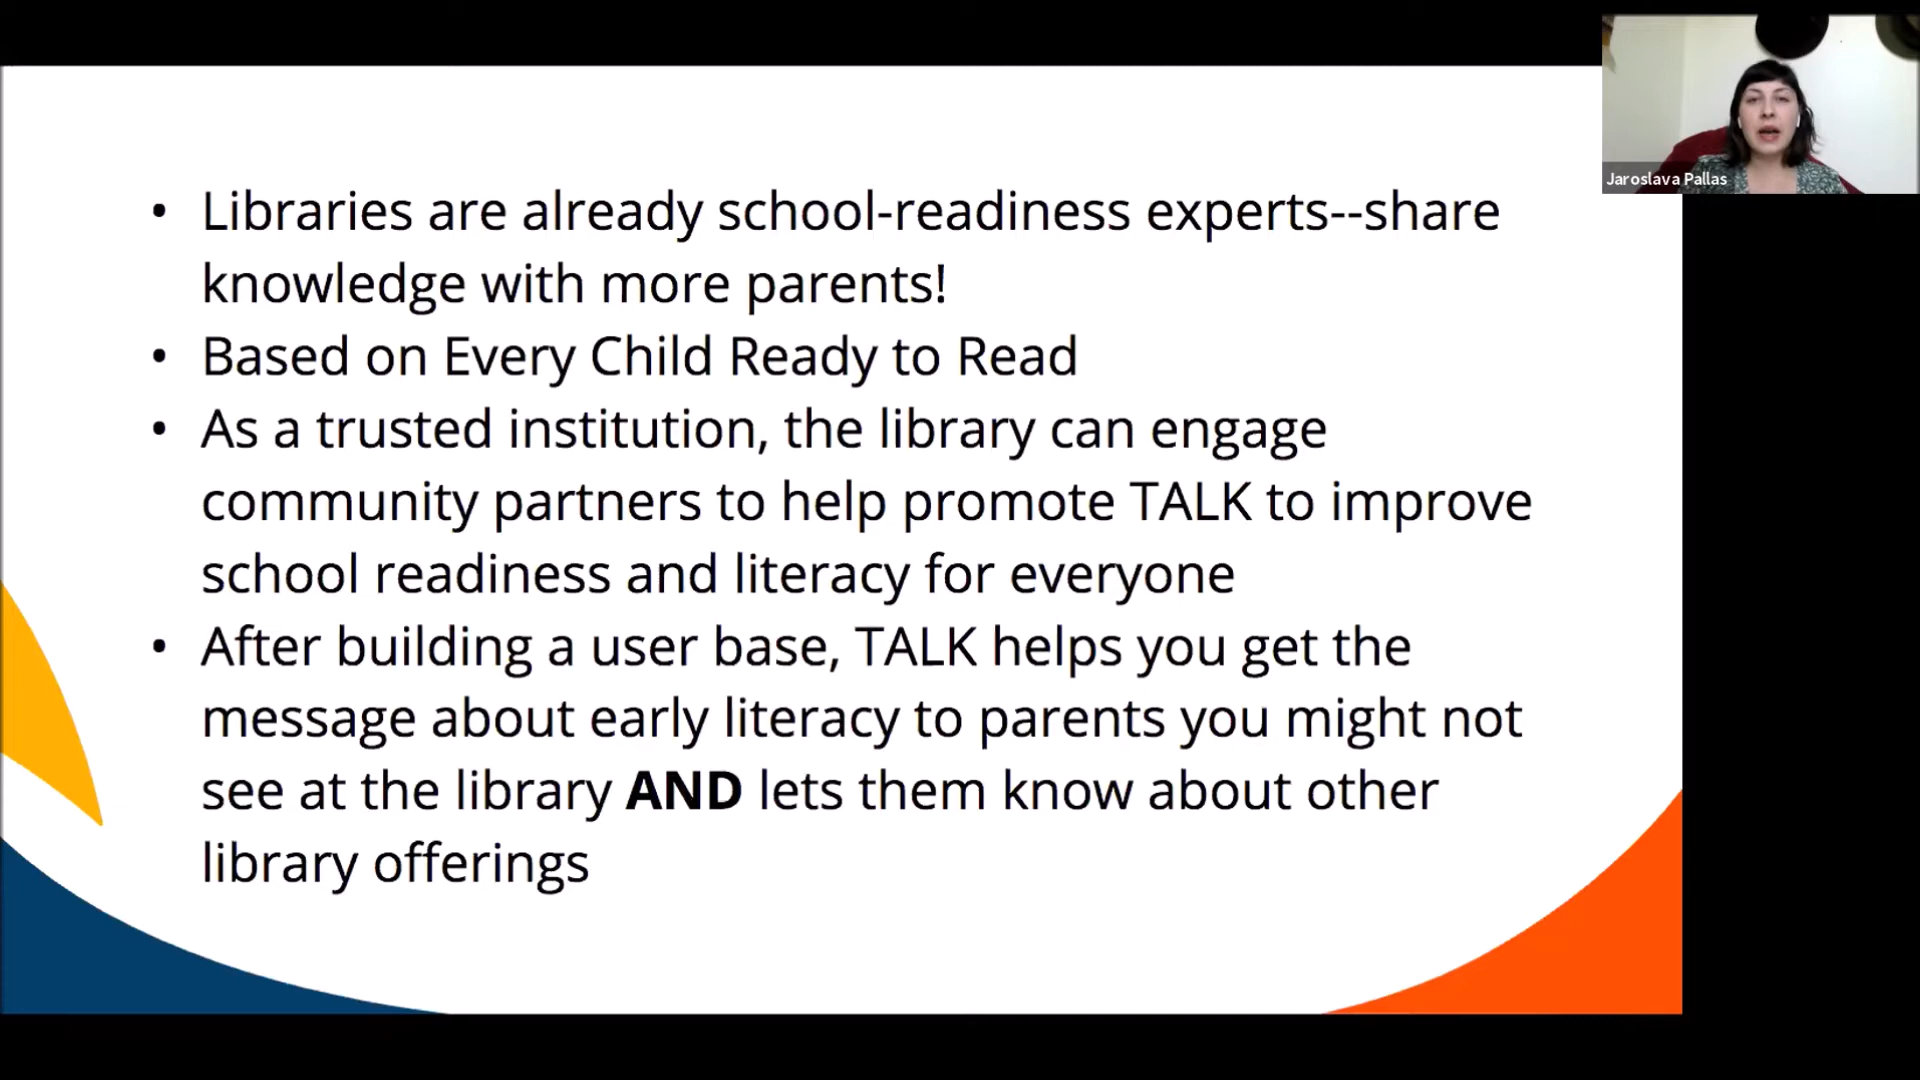 Jaroslava Pallas
• Libraries are already school-readiness experts--share
knowledge with more parents!
• Based on Every Child Ready to Read
• As a trusted institution, the library can engage
community partners to help promote TALK to improve
school readiness and literacy for everyone
• After building a user base, TALK helps you get the
message about early literacy to parents you might not
see at the library AND lets them know about other
library offerings